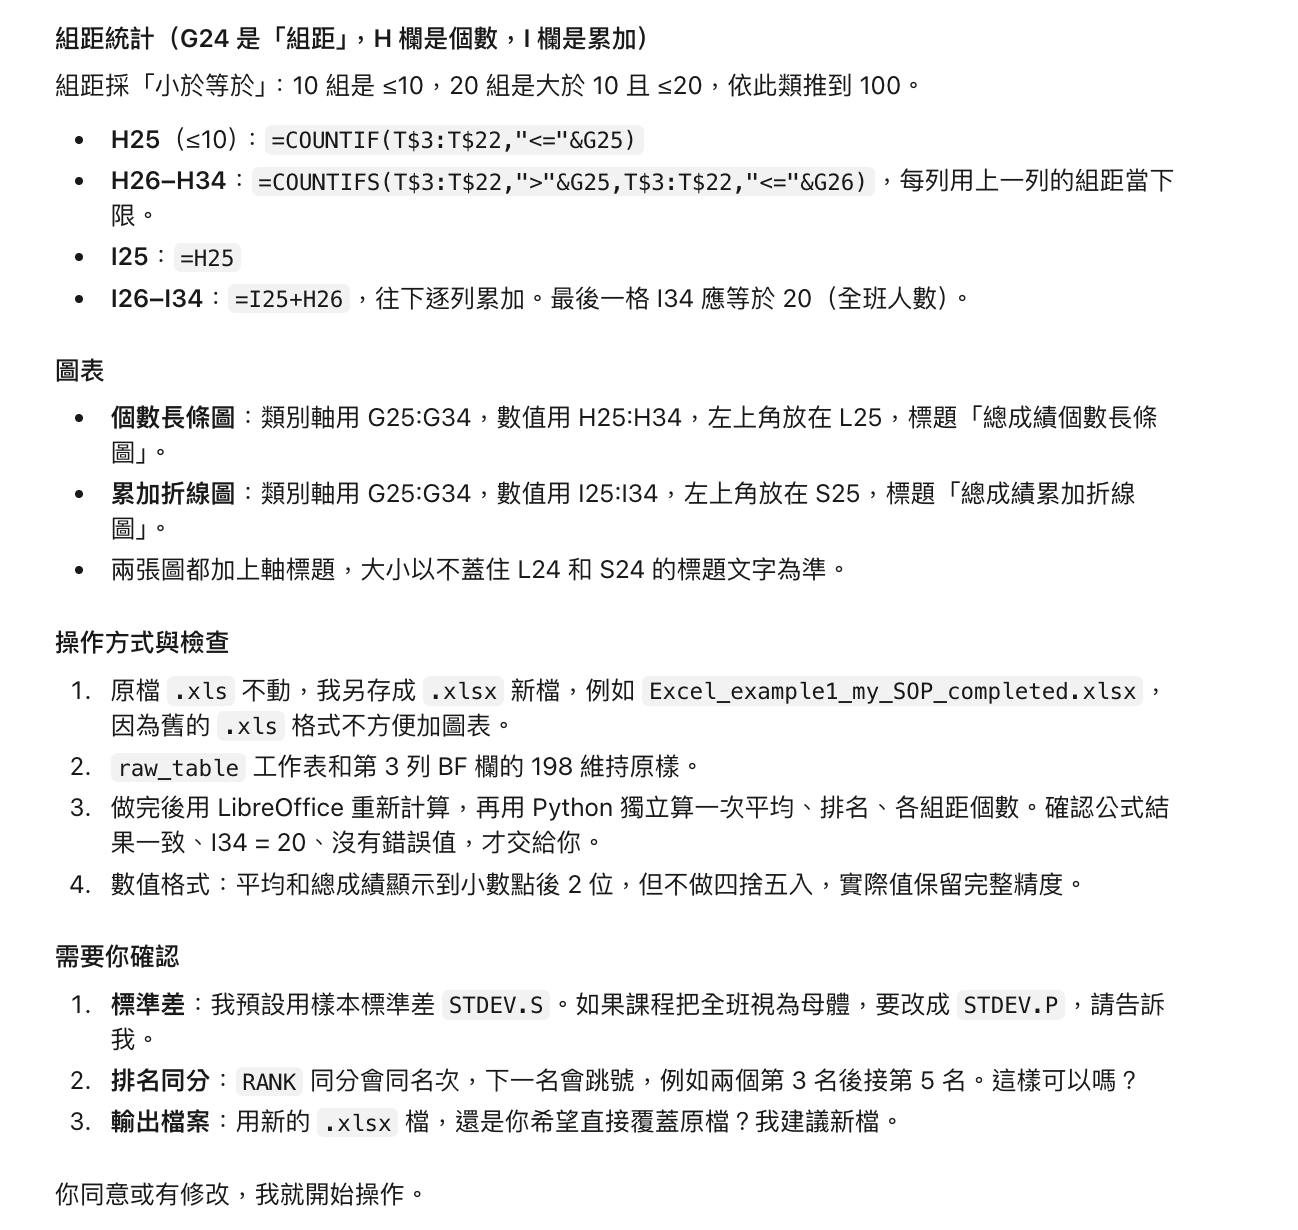 組距統計（G24 是「組距」，H 欄是個數，I 欄是累加）
組距採「小於等於」：10 組是 ≤10，20 組是大於 10 且 ≤20，依此類推到 100。
• H25（≤10）：=COUNTIF(T$3:T$22,"<="&G25)
• H26–H34：=COUNTIFS(T$3:T$22,">"&G25,T$3:T$22,"<="&G26)，每列用上一列的組距當下
限。
• I25：=H25
• I26–I34：=I25+H26，往下逐列累加。最後一格 I34 應等於 20（全班人數）。
圖表
• 個數長條圖：類別軸用 G25:G34，數值用 H25:H34，左上角放在 L25，標題「總成績個數長條
圖」。
• 累加折線圖：類別軸用 G25:G34，數值用 I25:I34，左上角放在 S25，標題「總成績累加折線
圖」。
• 兩張圖都加上軸標題，大小以不蓋住 L24 和 S24 的標題文字為準。
操作方式與檢查
1. 原檔 .xls 不動，我另存成 .xlsx 新檔，例如 Excel_example1_my_SOP_completed.xlsx，
因為舊的 .xls 格式不方便加圖表。
2. raw_table 工作表和第 3 列 BF 欄的 198 維持原樣。
3. 做完後用 LibreOffice 重新計算，再用 Python 獨立算一次平均、排名、各組距個數。確認公式結
果一致、I34 = 20、沒有錯誤值，才交給你。
4. 數值格式：平均和總成績顯示到小數點後 2 位，但不做四捨五入，實際值保留完整精度。
需要你確認
1. 標準差：我預設用樣本標準差 STDEV.S。如果課程把全班視為母體，要改成 STDEV.P，請告訴
我。
2. 排名同分：RANK 同分會同名次，下一名會跳號，例如兩個第 3 名後接第 5 名。這樣可以嗎？
3. 輸出檔案：用新的 .xlsx 檔，還是你希望直接覆蓋原檔？我建議新檔。
你同意或有修改，我就開始操作。